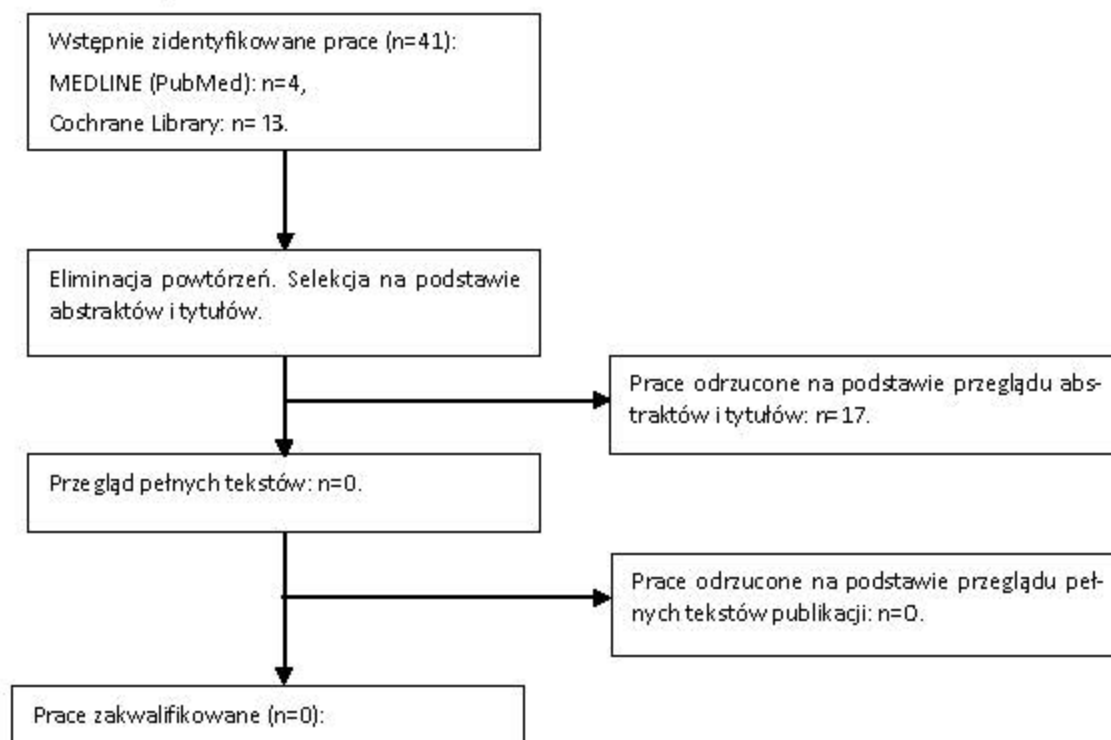 Wstępnie zidentyfikowane prace (n=41):
MEDLINE (PubMed): n=4,
Cochrane Library: n= 13.
Eliminacja powtórzeń. Selekcja na podstawie
abstraktów i tytułów.
Prace odrzucone na podstawie przeglądu abs-
traktów i tytułów: n=17.
Przegląd pełnych tekstów: n=0.
Prace odrzucone na podstawie przeglądu peł-
nych tekstów publikacji: n=0.
Prace zakwalifikowane (n=0):